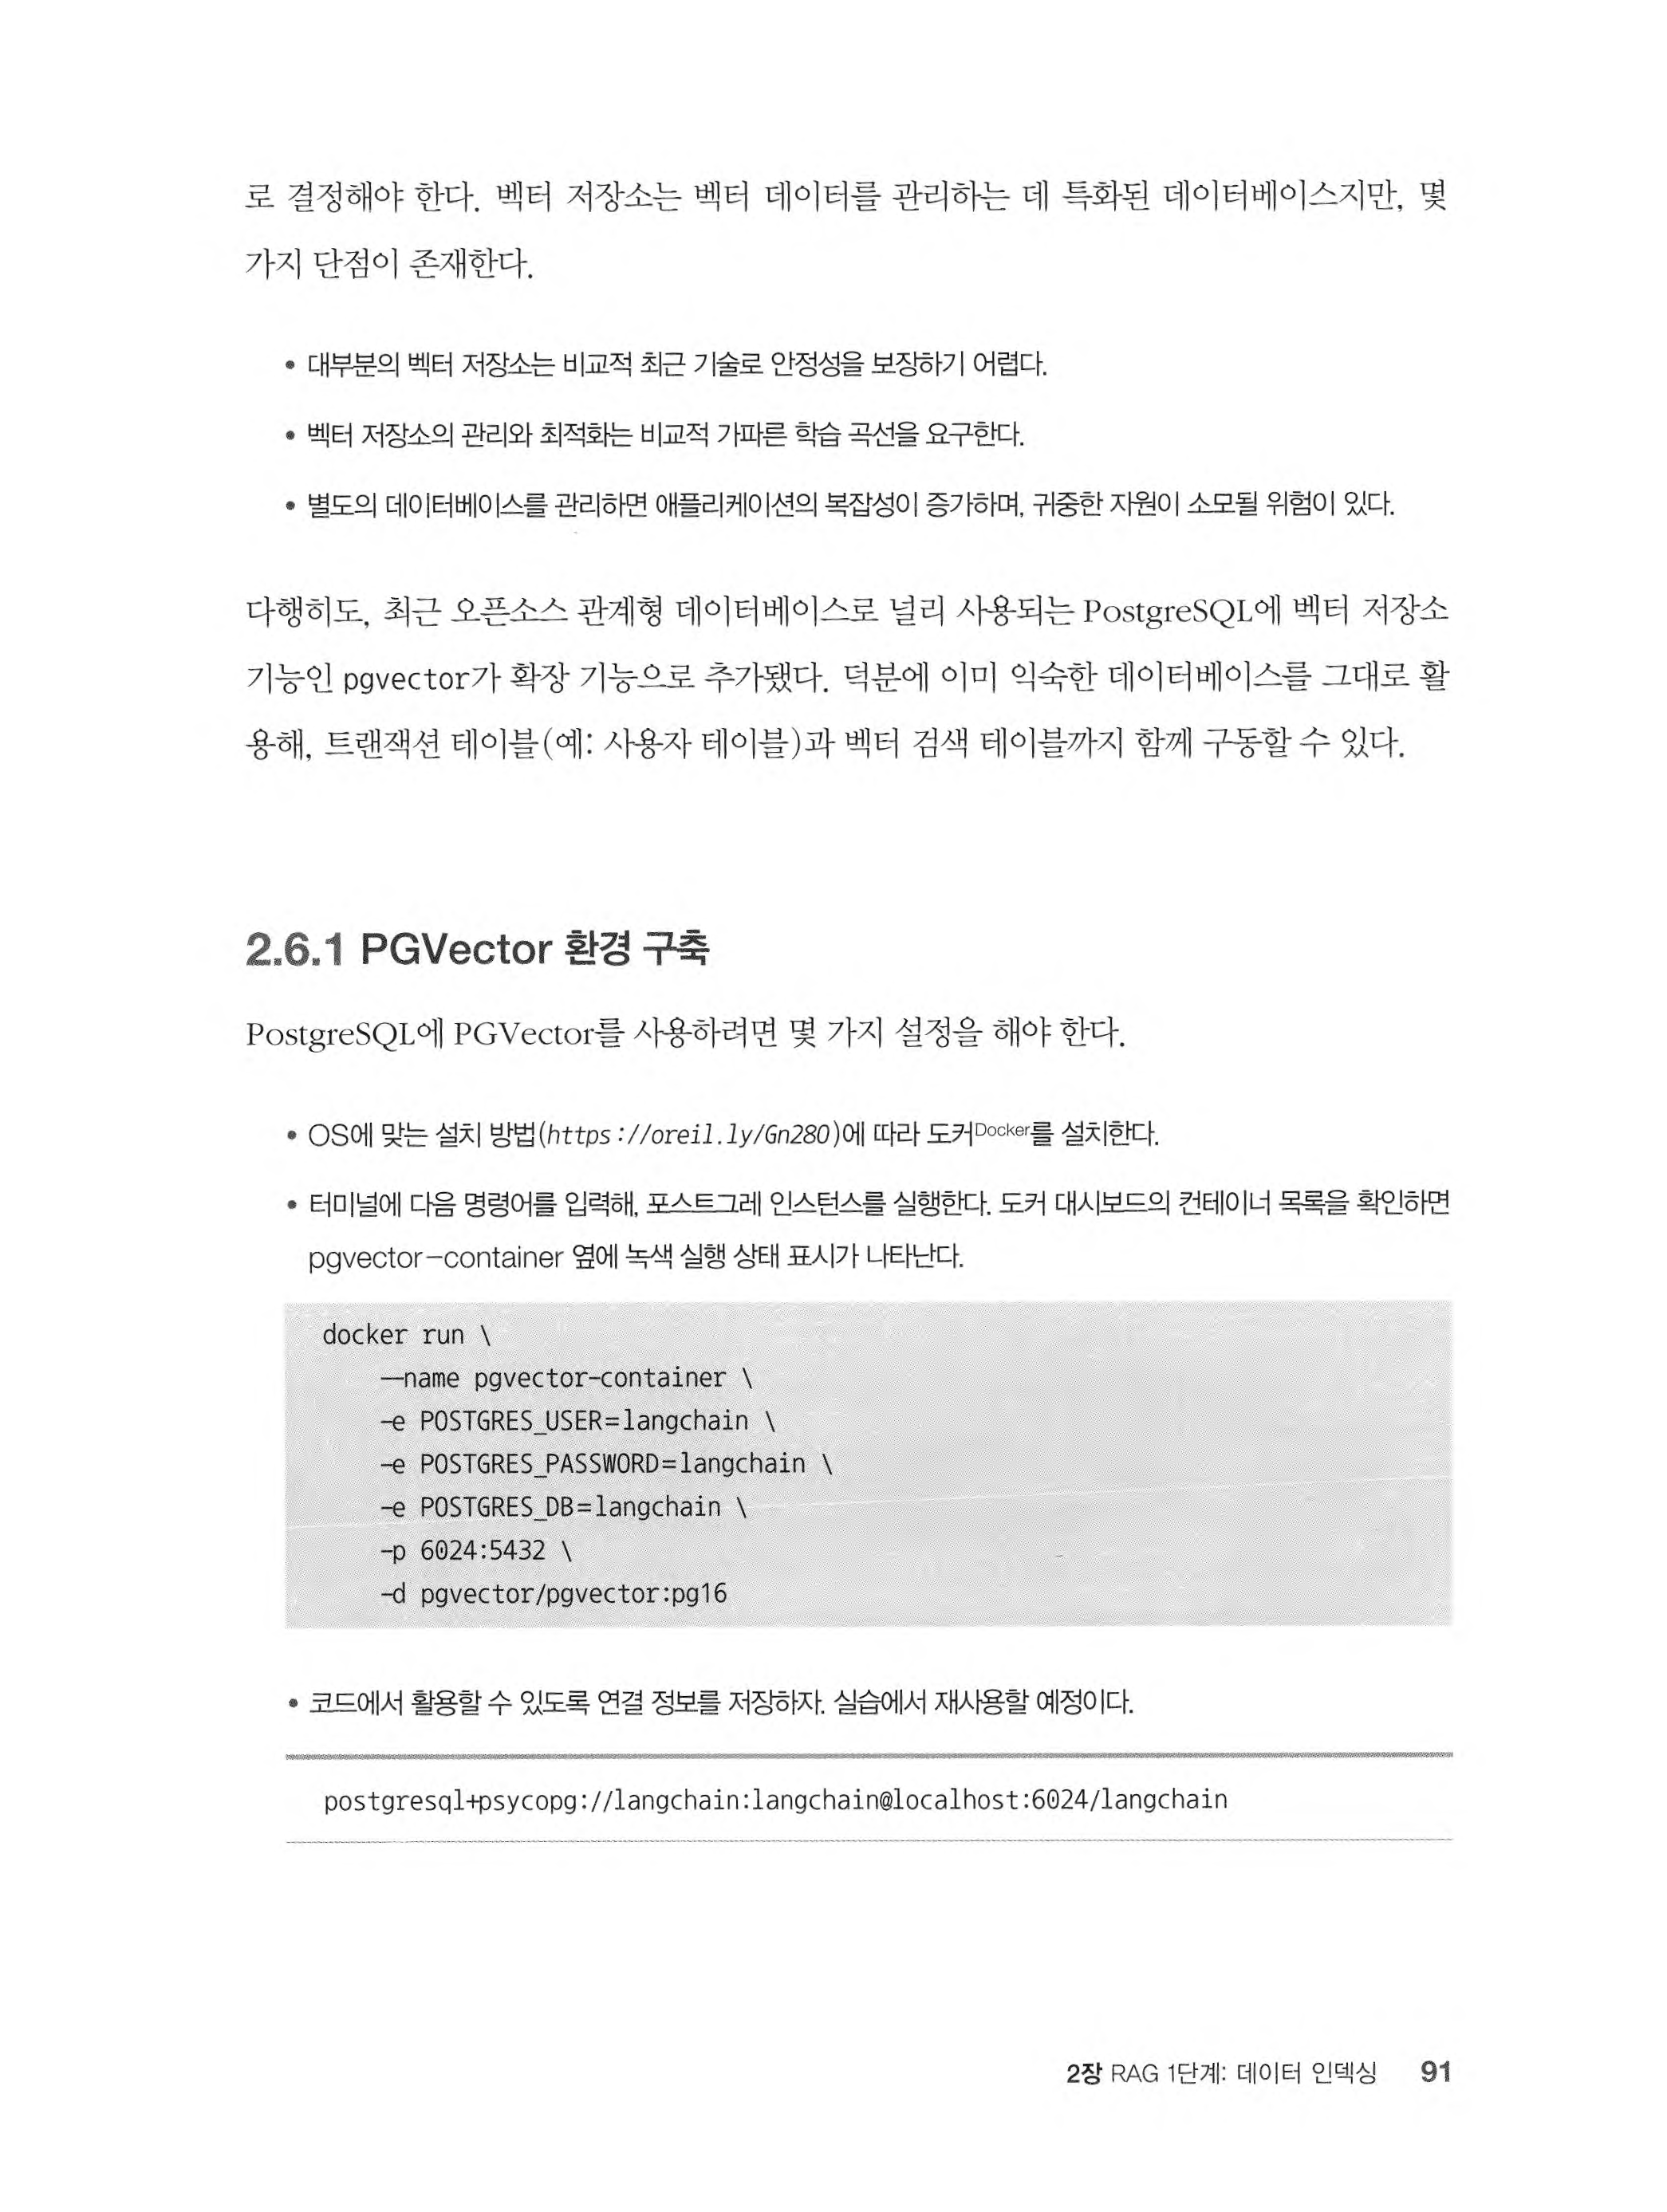 로 결정해야 한다. 벡터 저장소는 벡터 데이터를 관리하는 데 특화된 데이터베이스지만, 몇
가지 단점이 존재한다.
• 대부분의 벡터 저장소는 비교적 최근 기술로 안정성을 보장하기 어렵다.
• 벡터 저장소의 관리와 최적화는 비교적 가파른 학습 곡선을 요구한다.
• 별도의 데이터베이스를 관리하면 애플리케이션의 복잡성이 증가하며, 귀중한 자원이 소모될 위험이 있다.
다행히도, 최근 오픈소스 관계형 데이터베이스로 널리 사용되는 PostgreSQL에 벡터 저장소
기능인 pgvector가 확장 기능으로 추가됐다. 덕분에 이미 익숙한 데이터베이스를 그대로 활
용해, 트랜잭션 테이블(예: 사용자 테이블)과 벡터 검색 테이블까지 함께 구동할 수 있다.
2.6.1 PGVector 환경 구축
PostgreSQL에 PGVector를 사용하려면 몇 가지 설정을 해야 한다.
• OS에 맞는 설치 방법(https://oreil.ly/Gn280)에 따라 도커Docker를 설치한다.
• 터미널에 다음 명령어를 입력해, 포스트그레 인스턴스를 실행한다. 도커 대시보드의 컨테이너 목록을 확인하면
pgvector-container 옆에 녹색 실행 상태 표시가 나타난다.
docker run \
--name pgvector-container \
-e POSTGRES_USER=langchain \
-e POSTGRES_PASSWORD=langchain \
-e POSTGRES_DB=langchain \
-p 6024:5432 \
-d pgvector/pgvector:pg16
• 코드에서 활용할 수 있도록 연결 정보를 저장하자. 실습에서 재사용할 예정이다.
postgresql+psycopg://langchain:langchain@localhost:6024/langchain
2장 RAG 1단계: 데이터 인덱싱 91